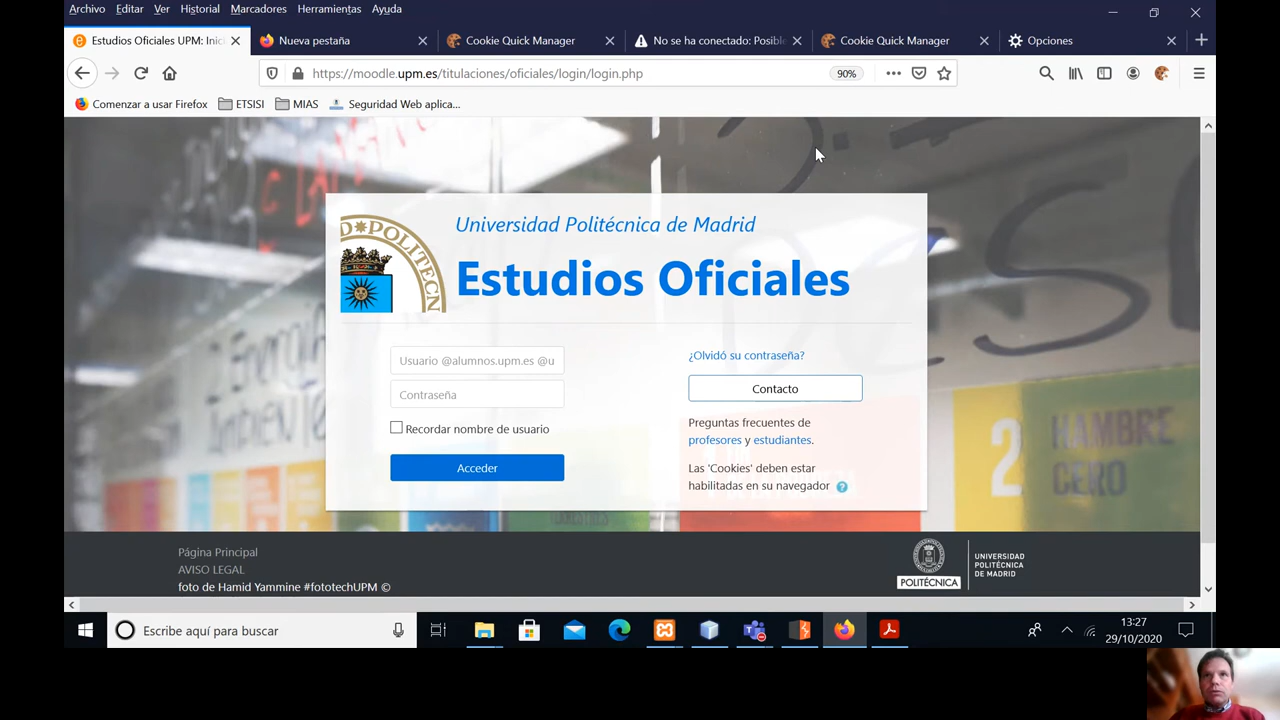 Archivo Editar Ver Historial Marcadores Herramientas Ayuda
Estudios Oficiales UPM: Inic
Nueva pestaña
Cookie Quick Manager
No se ha conectado: Posible
Cookie Quick Manager
Opciones
https://moodle.upm.es/titulaciones/oficiales/login/login.php
90%
Comenzar a usar Firefox
ETSISI
MIAS
Seguridad Web aplica...
Universidad Politécnica de Madrid
Estudios Oficiales
D POLITECN
Usuario @alumnos.upm.es @u
Contraseña
Recordar nombre de usuario
Acceder
¿Olvidó su contraseña?
Contacto
Preguntas frecuentes de
profesores y estudiantes.
Las 'Cookies' deben estar
habilitadas en su navegador
?
2 HAMBRE
CERO
Página Principal
AVISO LEGAL
foto de Hamid Yammine #fototechUPM ©
POLITÉCNICA
UNIVERSIDAD
POLITÉCNICA
DE MADRID
Escribe aquí para buscar
13:27
29/10/2020